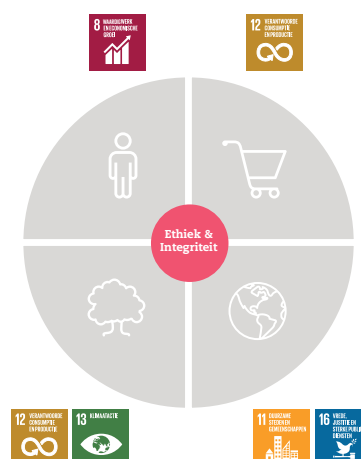 8 WAARDIG WERK
EN ECONOMISCHE
GROEI
12 VERANTWOORDE
CONSUMPTIE
EN PRODUCTIE
Ethiek &
Integriteit
12 VERANTWOORDE
CONSUMPTIE
EN PRODUCTIE
13 KLIMAATACTIE
11 DUURZAME
STEDEN EN
GEMEENSCHAPPEN
16 VREDE,
JUSTITIE EN
STERKE PUBLIEKE
DIENSTEN